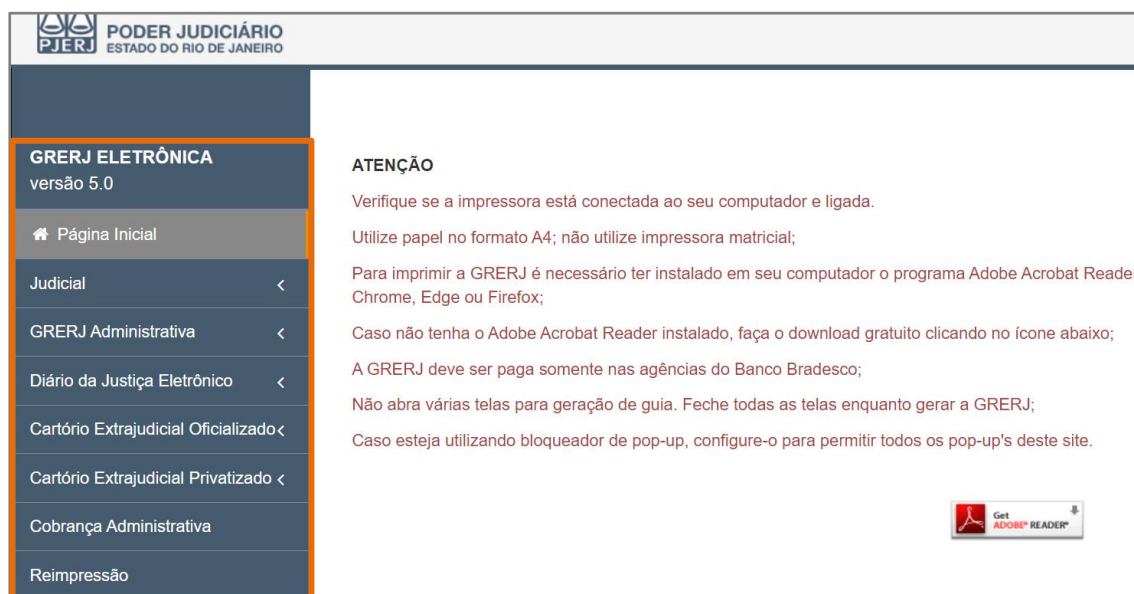 PJERJ
PODER JUDICIÁRIO
ESTADO DO RIO DE JANEIRO
GRERJ ELETRÔNICA
versão 5.0
Página Inicial
Judicial
GRERJ Administrativa
Diário da Justiça Eletrônico
Cartório Extrajudicial Oficializado
Cartório Extrajudicial Privatizado
Cobrança Administrativa
Reimpressão
ATENÇÃO
Verifique se a impressora está conectada ao seu computador e ligada.
Utilize papel no formato A4; não utilize impressora matricial;
Para imprimir a GRERJ é necessário ter instalado em seu computador o programa Adobe Acrobat Reade
Chrome, Edge ou Firefox;
Caso não tenha o Adobe Acrobat Reader instalado, faça o download gratuito clicando no ícone abaixo;
A GRERJ deve ser paga somente nas agências do Banco Bradesco;
Não abra várias telas para geração de guia. Feche todas as telas enquanto gerar a GRERJ;
Caso esteja utilizando bloqueador de pop-up, configure-o para permitir todos os pop-up's deste site.
Get
ADOBE® READER®